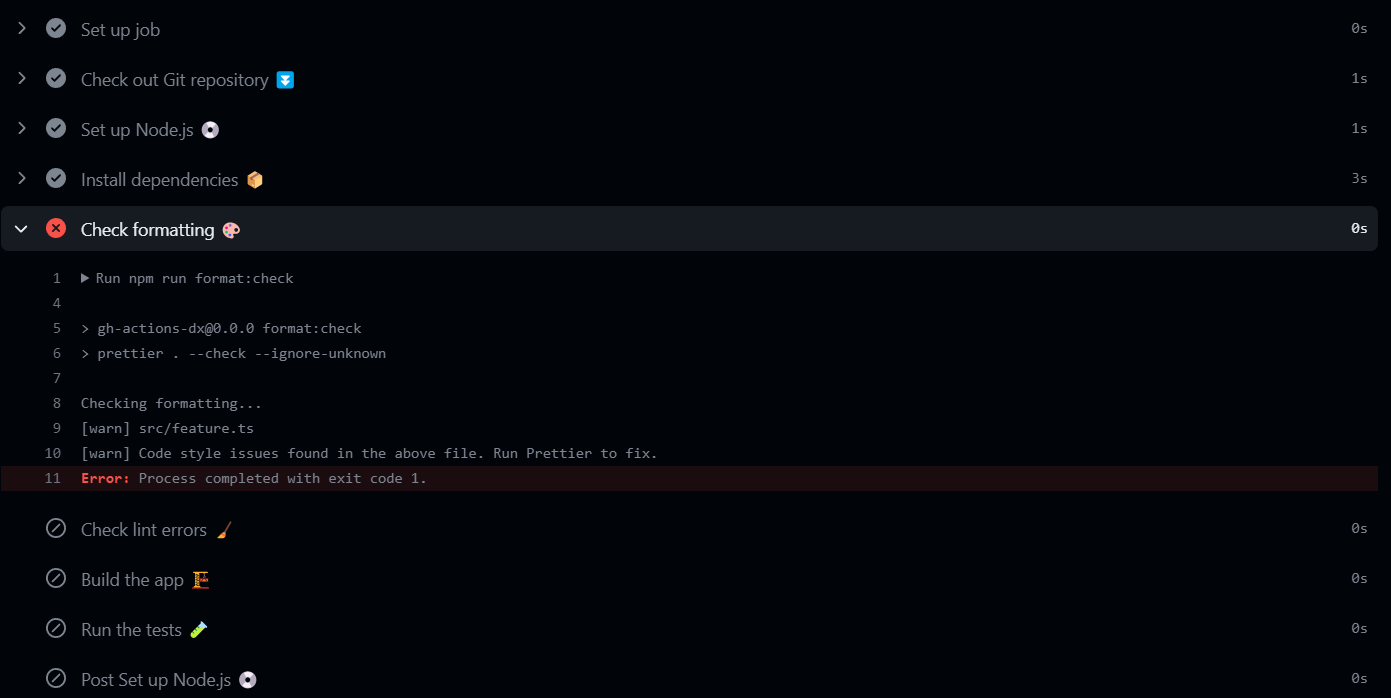 Set up job 0s
Check out Git repository ⏬ 1s
Set up Node.js 💿 1s
Install dependencies 📦 3s
Check formatting 🎨 0s
1 ▶ Run npm run format:check
4
5 > gh-actions-dx@0.0.0 format:check
6 > prettier . --check --ignore-unknown
7
8 Checking formatting...
9 [warn] src/feature.ts
10 [warn] Code style issues found in the above file. Run Prettier to fix.
11 Error: Process completed with exit code 1.
Check lint errors 🖌️ 0s
Build the app 🏗️ 0s
Run the tests 🧪 0s
Post Set up Node.js 💿 0s